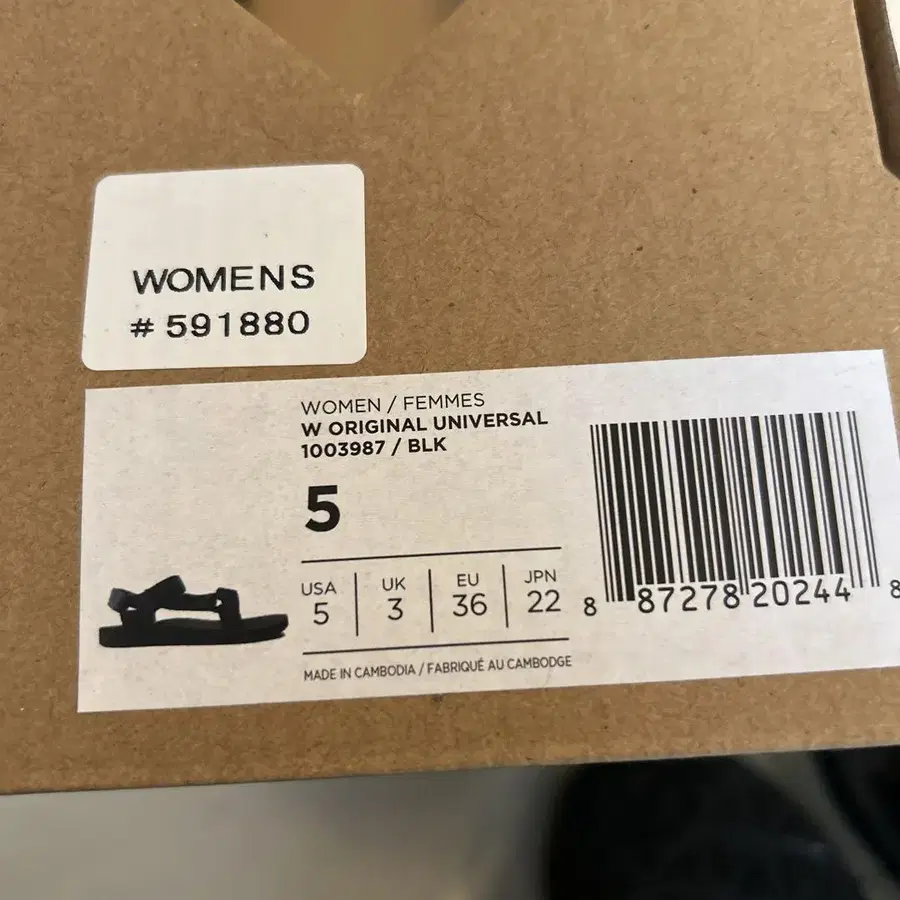 WOMENS
# 591880
WOMEN / FEMMES
W ORIGINAL UNIVERSAL
1003987 / BLK
5
USA UK EU JPN
5 3 36 22
MADE IN CAMBODIA / FABRIQUÉ AU CAMBODGE
8 87278 20244 8